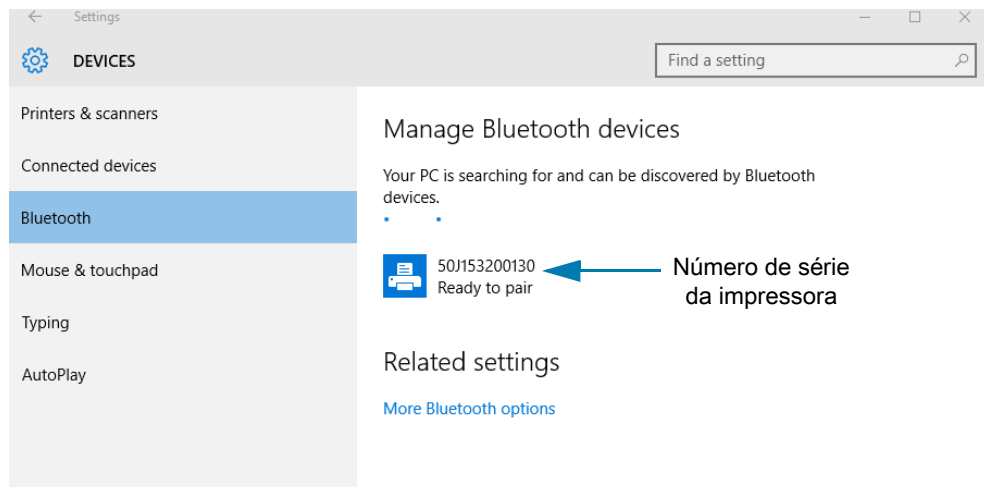 Settings
DEVICES
Find a setting
Printers & scanners
Connected devices
Bluetooth
Mouse & touchpad
Typing
AutoPlay
Manage Bluetooth devices
Your PC is searching for and can be discovered by Bluetooth
devices.
50J153200130
Ready to pair
Número de série
da impressora
Related settings
More Bluetooth options